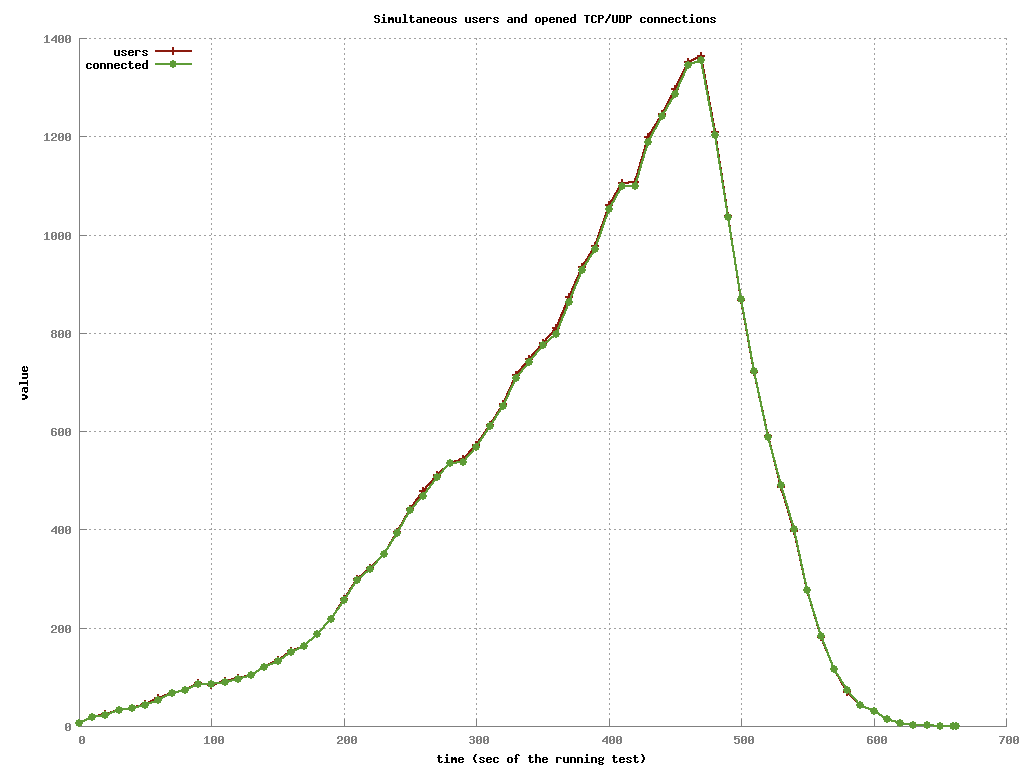 Simultaneous users and opened TCP/UDP connections
users
connected
1400
1200
1000
800
600
400
200
0
value
0 100 200 300 400 500 600 700
time (sec of the running test)